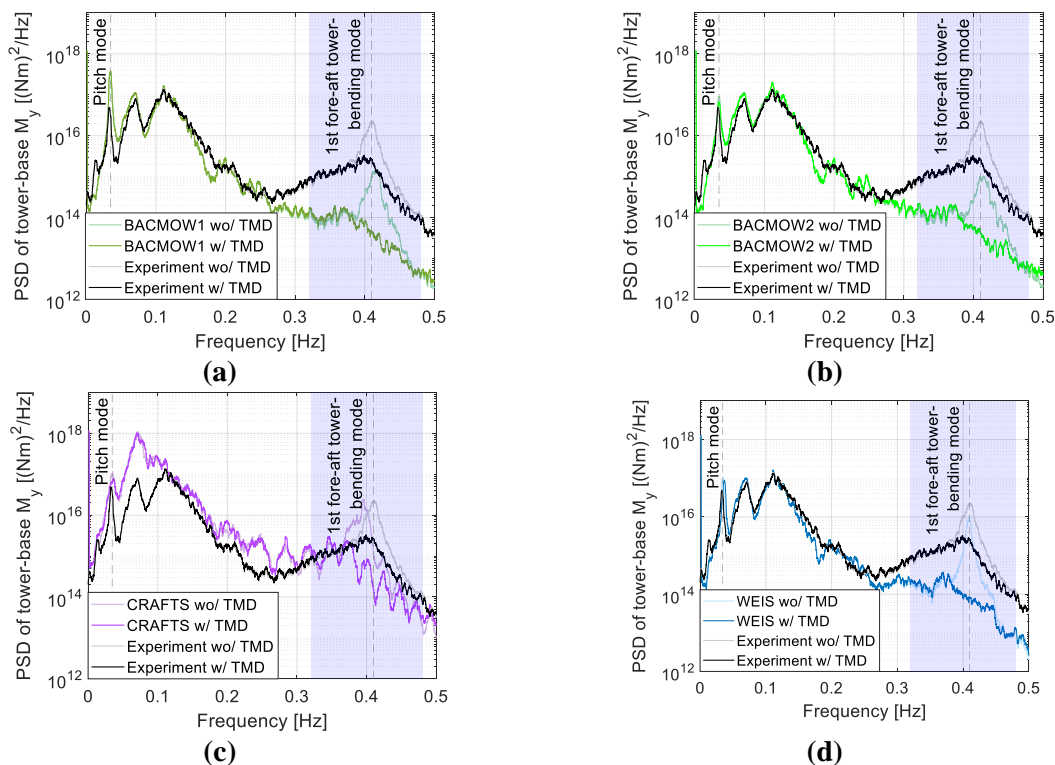 PSD of tower-base M_y [(Nm)^2/Hz]
10^18
10^16
10^14
10^12
Pitch mode
1st fore-aft tower-
bending mode
BACMOW1 wo/ TMD
BACMOW1 w/ TMD
Experiment wo/ TMD
Experiment w/ TMD
0 0.1 0.2 0.3 0.4 0.5
Frequency [Hz]
(a)
PSD of tower-base M_y [(Nm)^2/Hz]
10^18
10^16
10^14
10^12
Pitch mode
1st fore-aft tower-
bending mode
BACMOW2 wo/ TMD
BACMOW2 w/ TMD
Experiment wo/ TMD
Experiment w/ TMD
0 0.1 0.2 0.3 0.4 0.5
Frequency [Hz]
(b)
PSD of tower-base M_y [(Nm)^2/Hz]
10^18
10^16
10^14
10^12
Pitch mode
1st fore-aft tower-
bending mode
CRAFTS wo/ TMD
CRAFTS w/ TMD
Experiment wo/ TMD
Experiment w/ TMD
0 0.1 0.2 0.3 0.4 0.5
Frequency [Hz]
(c)
PSD of tower-base M_y [(Nm)^2/Hz]
10^18
10^16
10^14
10^12
Pitch mode
1st fore-aft tower-
bending mode
WEIS wo/ TMD
WEIS w/ TMD
Experiment wo/ TMD
Experiment w/ TMD
0 0.1 0.2 0.3 0.4 0.5
Frequency [Hz]
(d)